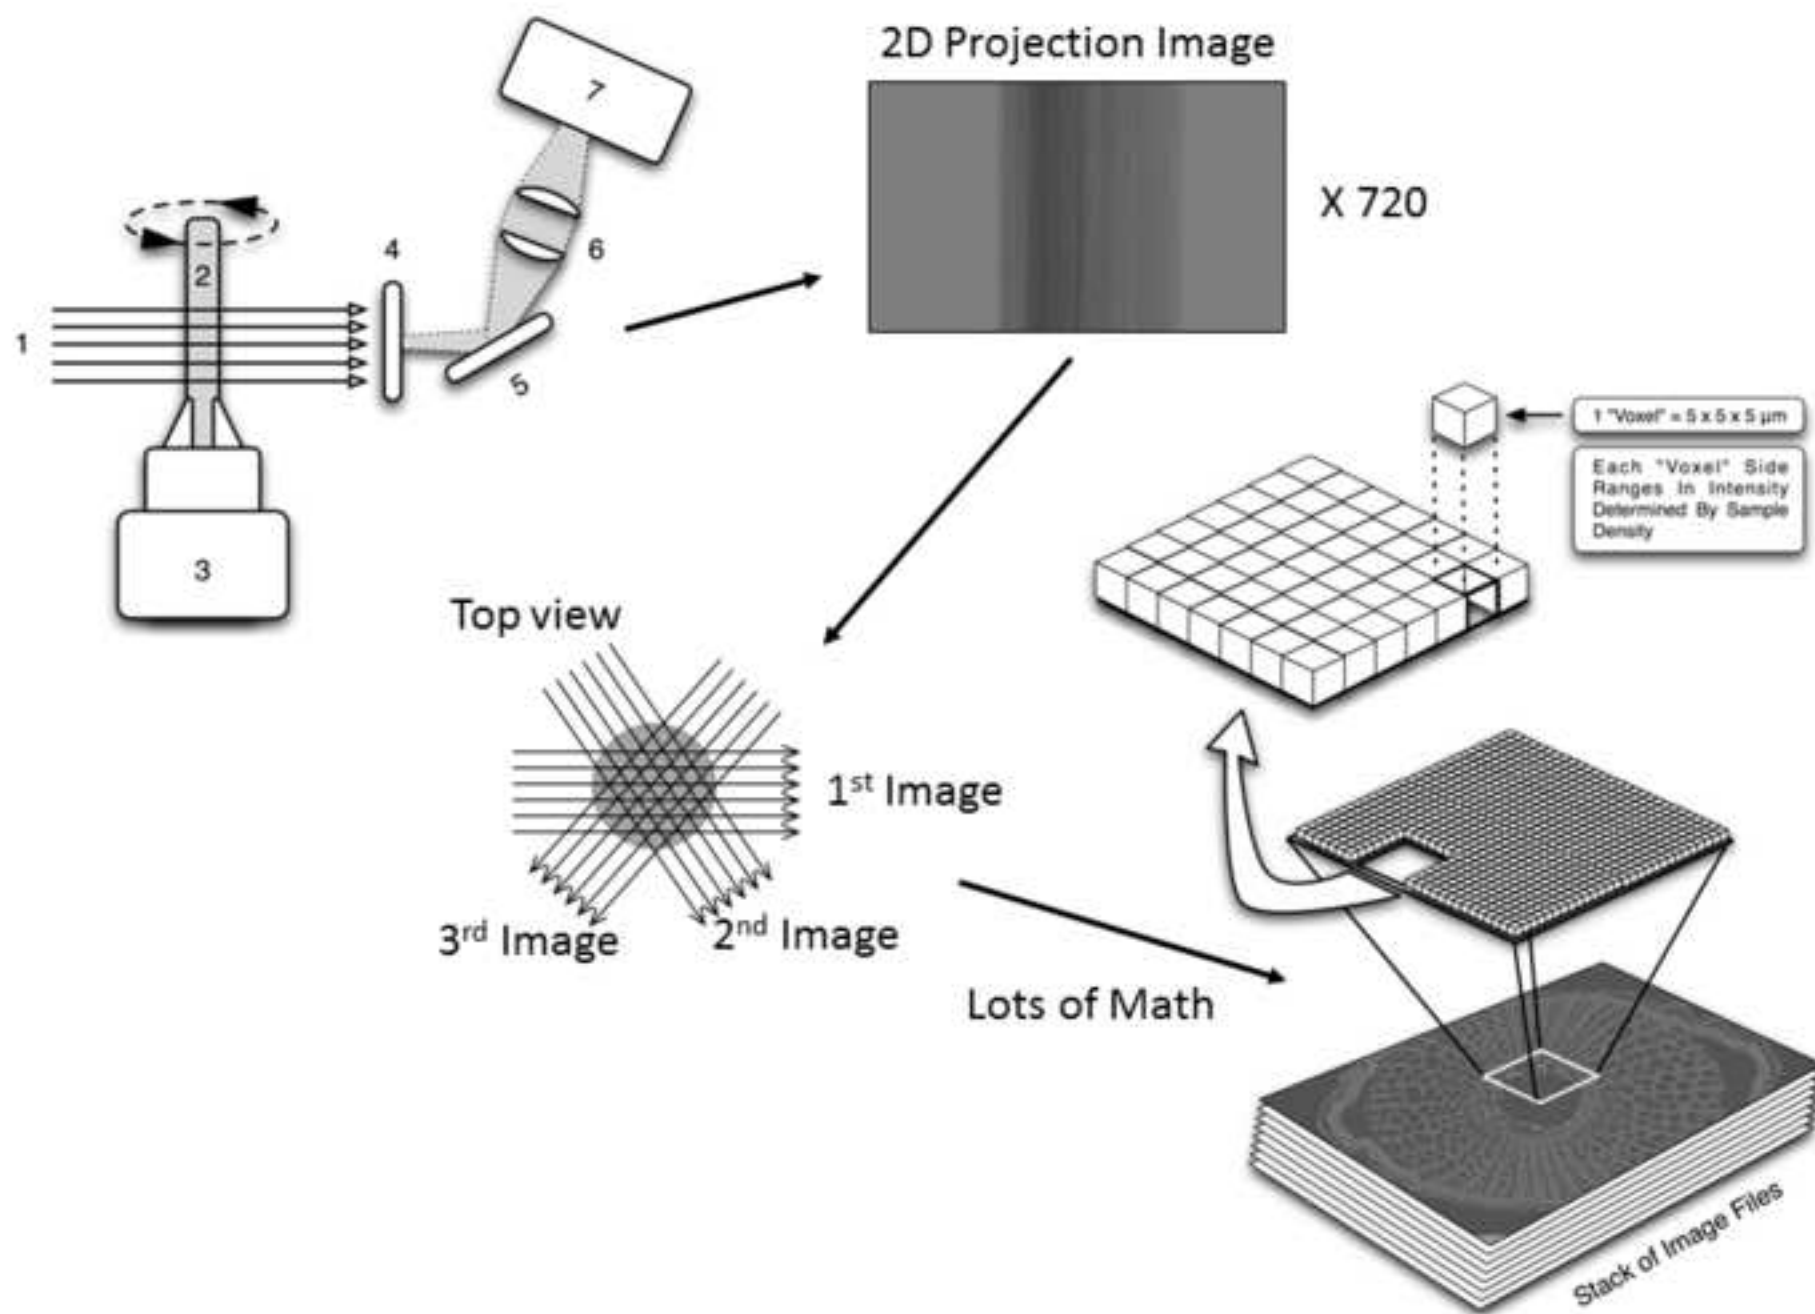 2D Projection Image
7
X 720
4
6
2
1
5
3
1 "Voxel" = 5 x 5 x 5 µm
Each "Voxel" Side
Ranges In Intensity
Determined By Sample
Density
Top view
1st Image
2nd Image
3rd Image
Lots of Math
Stack of Image Files